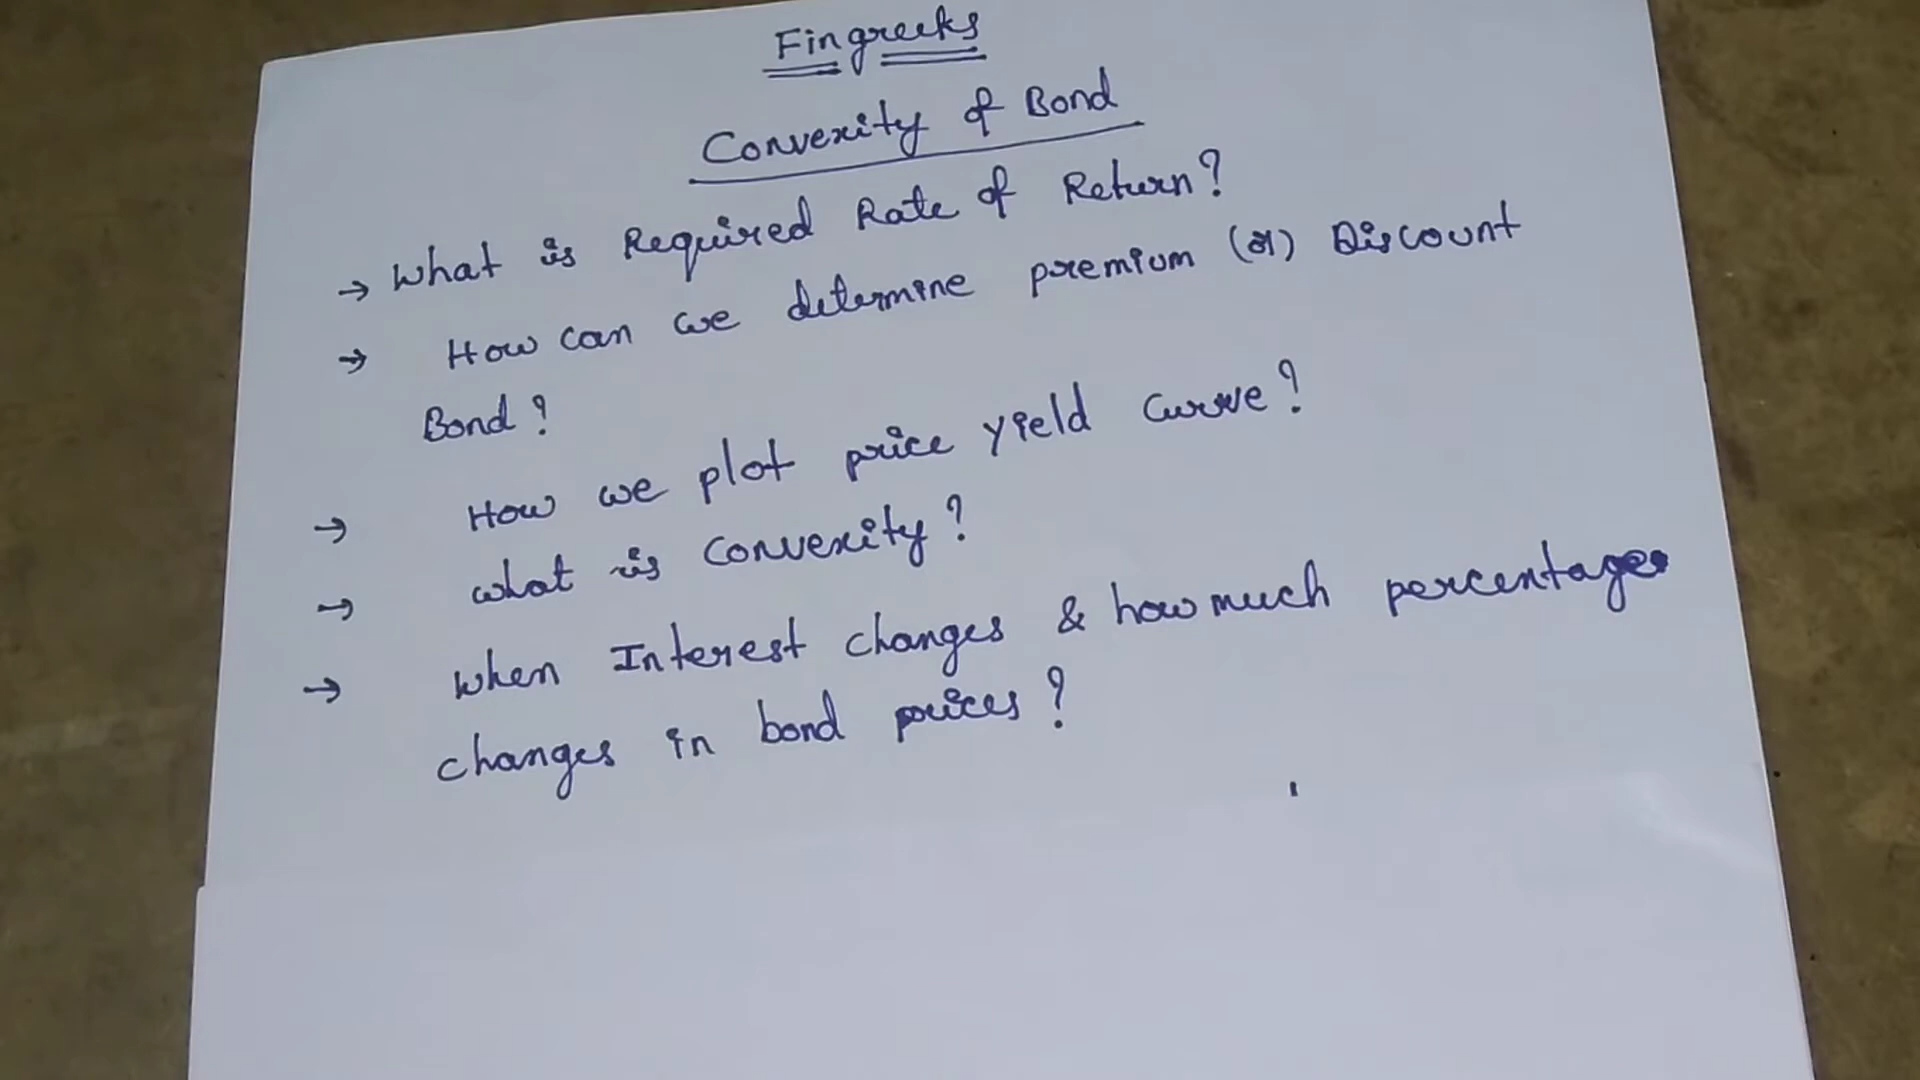 Fingreeks
Convexity of Bond
→ What is Required Rate of Return?
→ How can we determine premium (or) Discount
Bond?
→ How we plot price yield curve?
→ what is convexity?
→ when Interest changes & how much percentage
changes in bond prices?